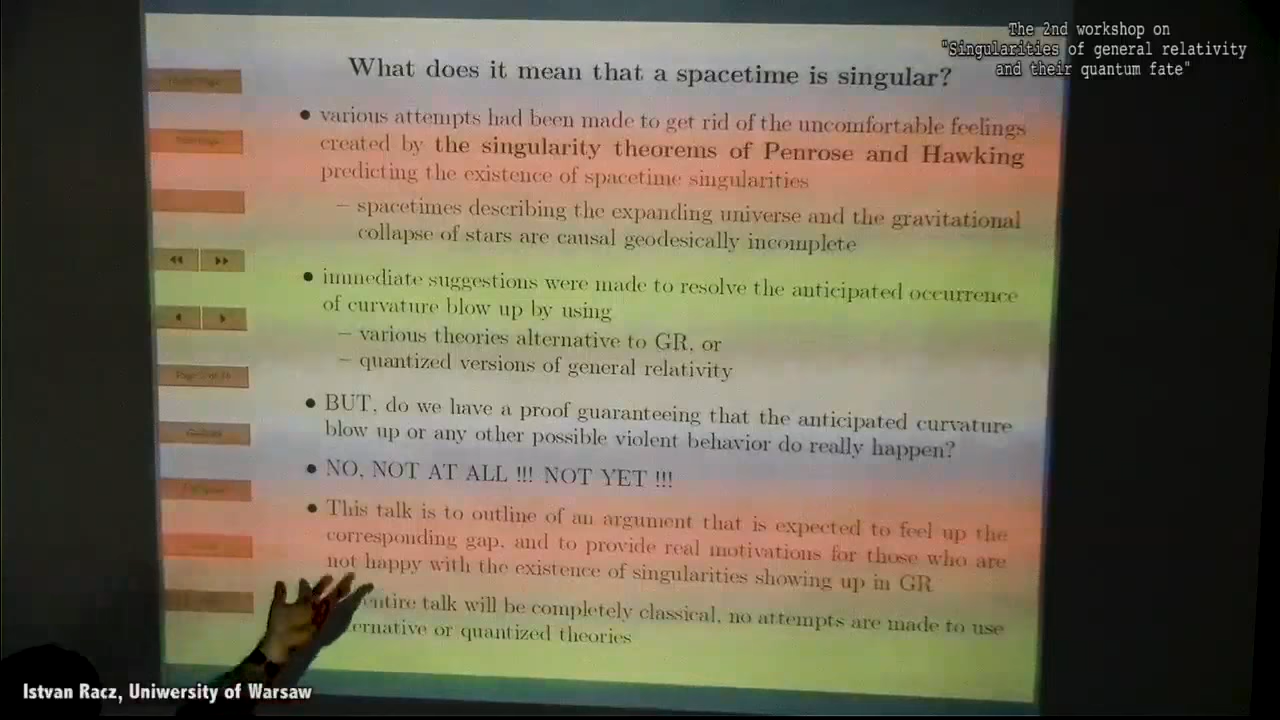 The 2nd workshop on
"Singularities of general relativity
and their quantum fate"
What does it mean that a spacetime is singular?
• various attempts had been made to get rid of the uncomfortable feelings
created by the singularity theorems of Penrose and Hawking
predicting the existence of spacetime singularities
– spacetimes describing the expanding universe and the gravitational
collapse of stars are causal geodesically incomplete
• immediate suggestions were made to resolve the anticipated occurrence
of curvature blow up by using
– various theories alternative to GR, or
– quantized versions of general relativity
• BUT, do we have a proof guaranteeing that the anticipated curvature
blow up or any other possible violent behavior do really happen?
• NO, NOT AT ALL !!! NOT YET !!!
• This talk is to outline of an argument that is expected to feel up the
corresponding gap, and to provide real motivations for those who are
not happy with the existence of singularities showing up in GR
entire talk will be completely classical, no attempts are made to use
ernative or quantized theories
Istvan Racz, Uniwersity of Warsaw